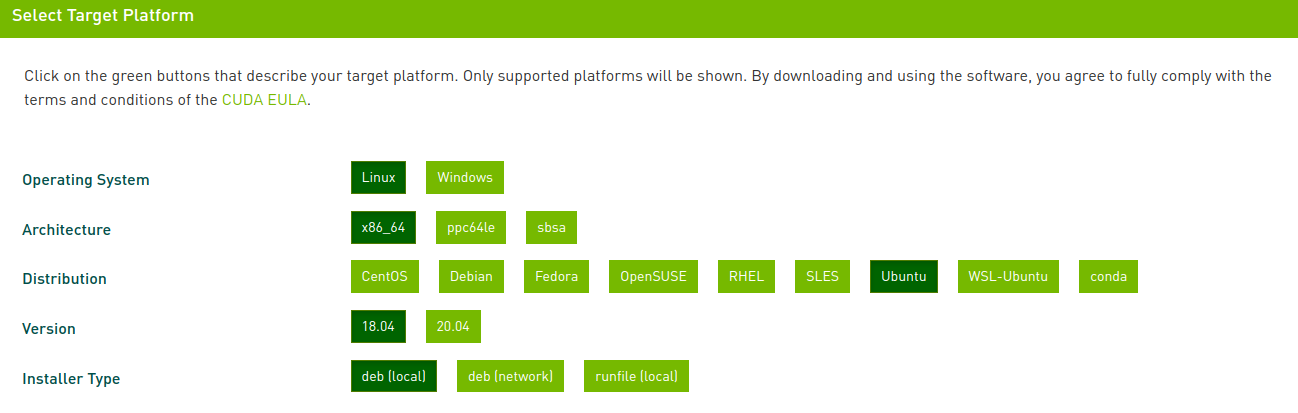 Select Target Platform
Click on the green buttons that describe your target platform. Only supported platforms will be shown. By downloading and using the software, you agree to fully comply with the
terms and conditions of the CUDA EULA.
Operating System Linux Windows
Architecture x86_64 ppc64le sbsa
Distribution CentOS Debian Fedora OpenSUSE RHEL SLES Ubuntu WSL-Ubuntu conda
Version 18.04 20.04
Installer Type deb (local) deb (network) runfile (local)